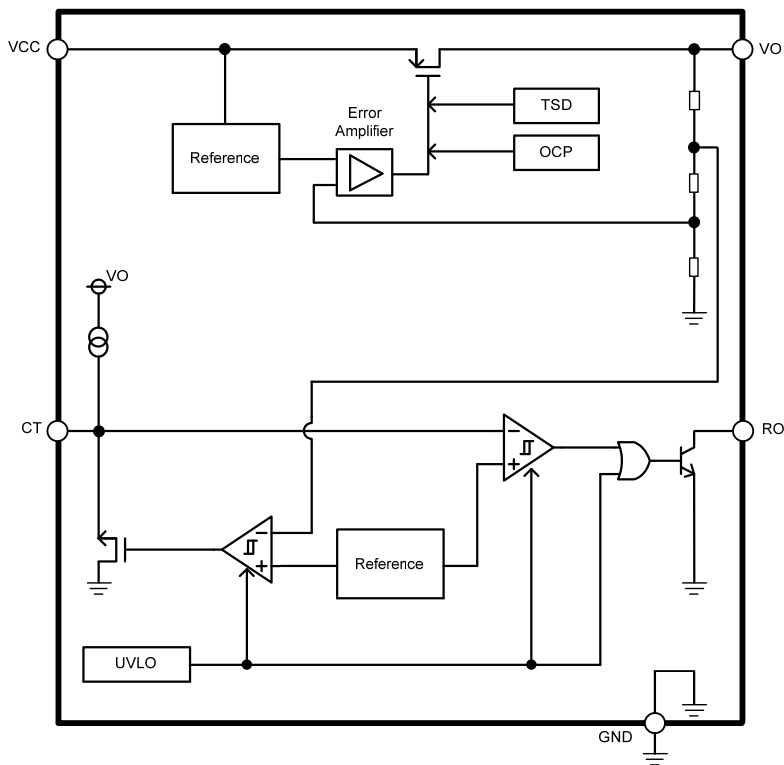 VCC
VO
TSD
Error
Amplifier
Reference
OCP
VO
CT
RO
−
+
−
+
Reference
UVLO
GND